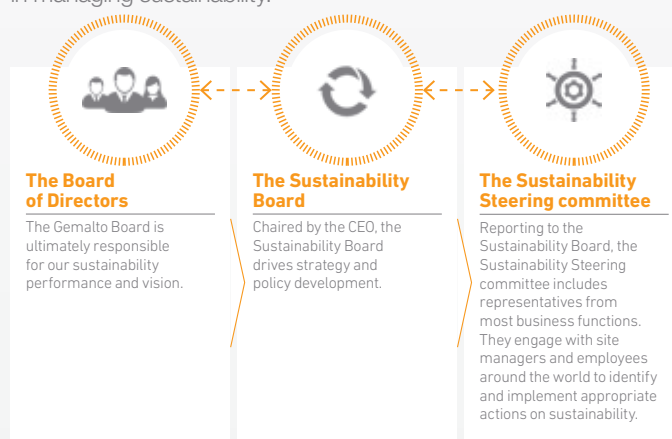 in managing sustainability.
The Board
of Directors
The Gemalto Board is
ultimately responsible
for our sustainability
performance and vision.
The Sustainability
Board
Chaired by the CEO, the
Sustainability Board
drives strategy and
policy development.
The Sustainability
Steering committee
Reporting to the
Sustainability Board, the
Sustainability Steering
committee includes
representatives from
most business functions.
They engage with site
managers and employees
around the world to identify
and implement appropriate
actions on sustainability.